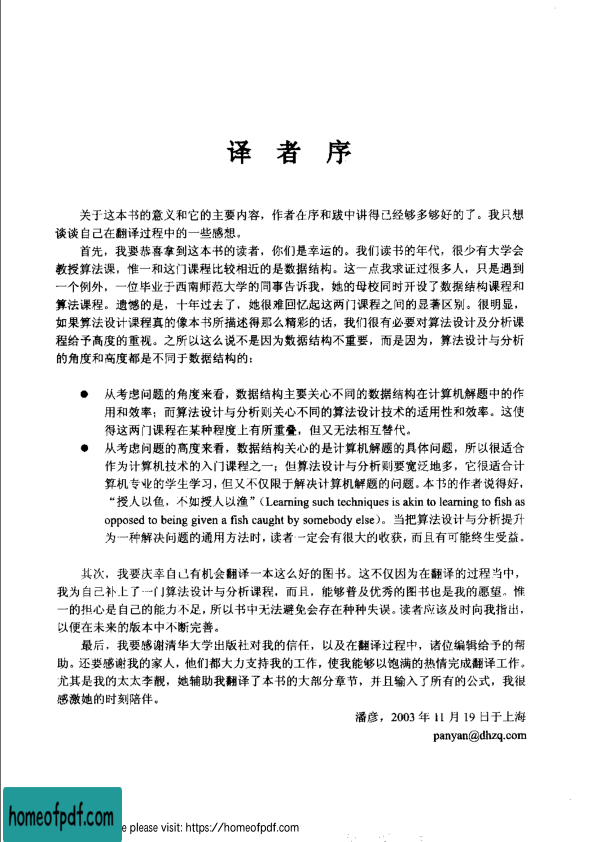 译 者 序
关于这本书的意义和它的主要内容，作者在序和跋中讲得已经够多够好的了。我只想
谈谈自己在翻译过程中的一些感想。
首先，我要恭喜拿到这本书的读者，你们是幸运的。我们读书的年代，很少有大学会
教授算法课，惟一和这门课程比较相近的是数据结构。这一点我求证过很多人，只是遇到
一个例外，一位毕业于西南师范大学的同事告诉我，她的母校同时开设了数据结构课程和
算法课程。遗憾的是，十年过去了，她很难回忆起这两门课程之间的显著区别。很明显，
如果算法设计课程真的像本书所描述得那么精彩的话，我们很有必要对算法设计及分析课
程给予高度的重视。之所以这么说不是因为数据结构不重要，而是因为，算法设计与分析
的角度和高度都是不同于数据结构的：
● 从考虑问题的角度来看，数据结构主要关心不同的数据结构在计算机解题中的作
用和效率；而算法设计与分析则关心不同的算法设计技术的适用性和效率。这使
得这两门课程在某种程度上有所重叠，但又无法相互替代。
● 从考虑问题的高度来看，数据结构关心的是计算机解题的具体问题，所以很适合
作为计算机技术的入门课程之一；但算法设计与分析则要宽泛地多，它很适合计
算机专业的学生学习，但又不仅限于解决计算机解题的问题。本书的作者说得好，
“授人以鱼，不如授人以渔”（Learning such techniques is akin to learning to fish as
opposed to being given a fish caught by somebody else）。当把算法设计与分析提升
为一种解决问题的通用方法时，读者一定会有很大的收获，而且有可能终生受益。
其次，我要庆幸自己有机会翻译一本这么好的图书。这不仅因为在翻译的过程当中，
我为自己补上了一门算法设计与分析课程，而且，能够普及优秀的图书也是我的愿望。惟
一的担心是自己的能力不足，所以书中无法避免会存在种种失误。读者应该及时向我指出，
以便在未来的版本中不断完善。
最后，我要感谢清华大学出版社对我的信任，以及在翻译过程中，诸位编辑给予的帮
助。还要感谢我的家人，他们都大力支持我的工作，使我能够以饱满的热情完成翻译工作。
尤其是我的太太李靓，她辅助我翻译了本书的大部分章节，并且输入了所有的公式，我很
感激她的时刻陪伴。
潘彦，2003 年 11 月 19 日于上海
panyan@dhzq.com
homeofpdf.com
please visit: https://homeofpdf.com